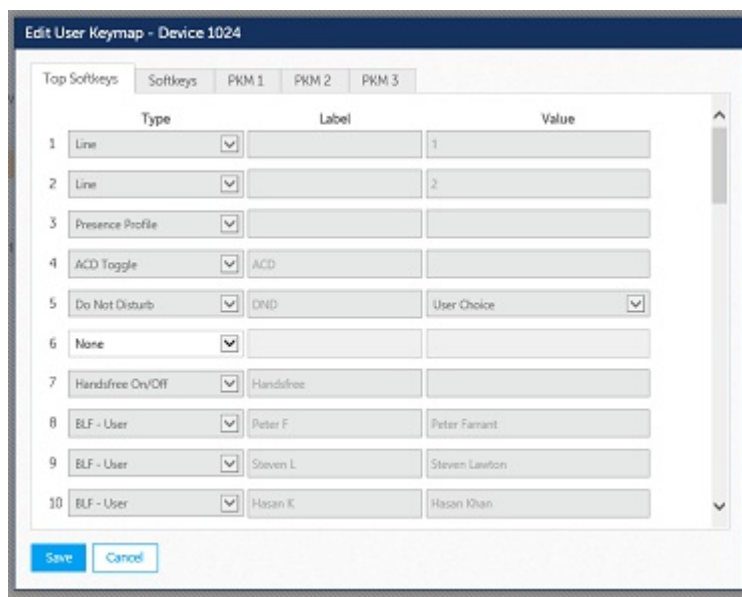 Edit User Keymap - Device 1024
Top Softkeys Softkeys PKM 1 PKM 2 PKM 3
Type Label Value
1 Line 1
2 Line 2
3 Presence Profile
4 ACD Toggle ACD
5 Do Not Disturb DND User Choice
6 None
7 Handsfree On/Off Handsfree
8 BLF - User Peter F Peter Farrant
9 BLF - User Steven L Steven Lawton
10 BLF - User Hasan K Hasan Khan
Save Cancel